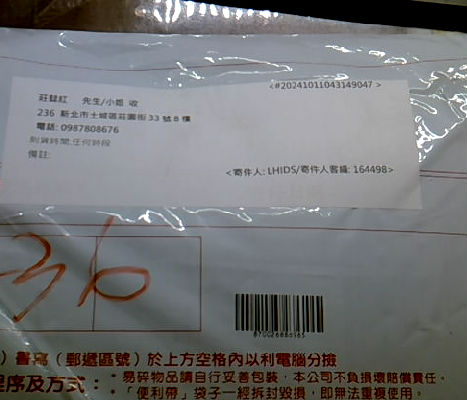 <#20241011043149047 >
先生/小姐 收
236 新北市土城區莊園街33 號8 樓
電話: 0987808676
到貨時間:任何時段
備註:
<寄件人: LHIDS/寄件人客編: 164498>
36
）書寫（郵遞區號）於上方空格內以利電腦分撿
程序及方式：
．易碎物品請自行妥善包裝，本公司不負損壞賠償責任。
．「便利帶」袋子一經拆封毀損，即無法重複使用。